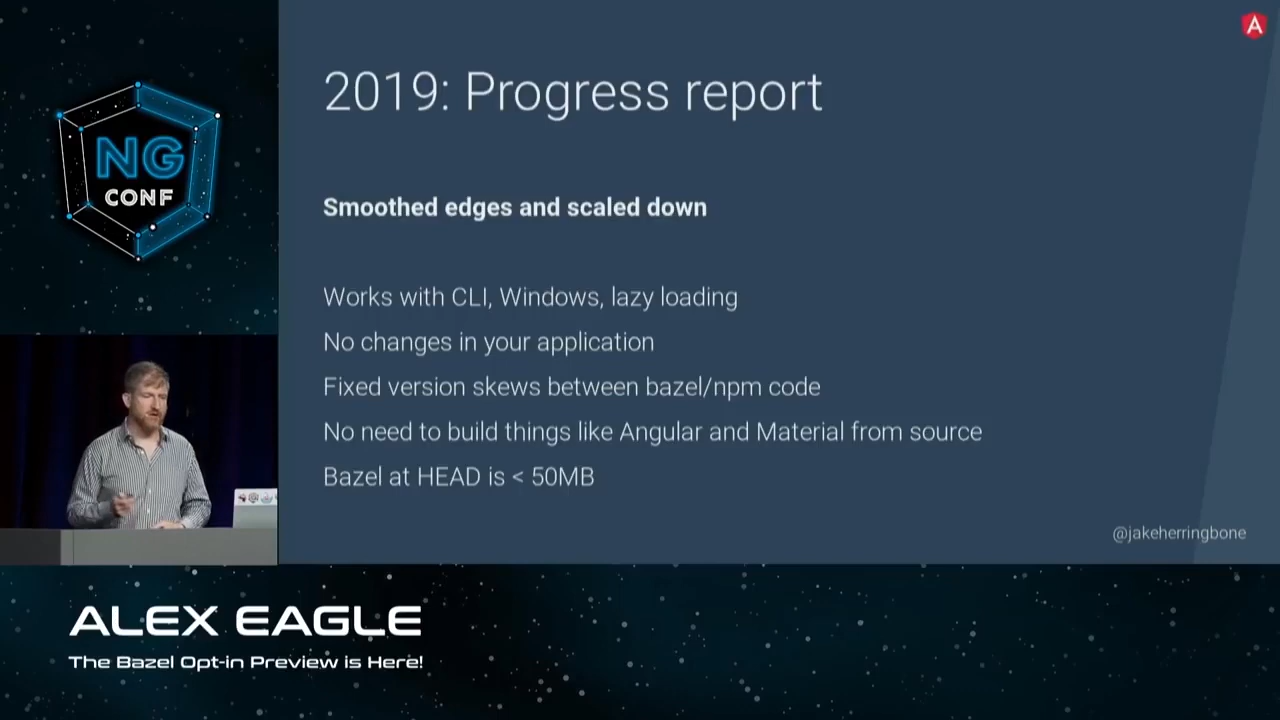 NG
CONF
2019: Progress report
Smoothed edges and scaled down
Works with CLI, Windows, lazy loading
No changes in your application
Fixed version skews between bazel/npm code
No need to build things like Angular and Material from source
Bazel at HEAD is < 50MB
@jakeherringbone
ALEX EAGLE
The Bazel Opt-in Preview is Here!